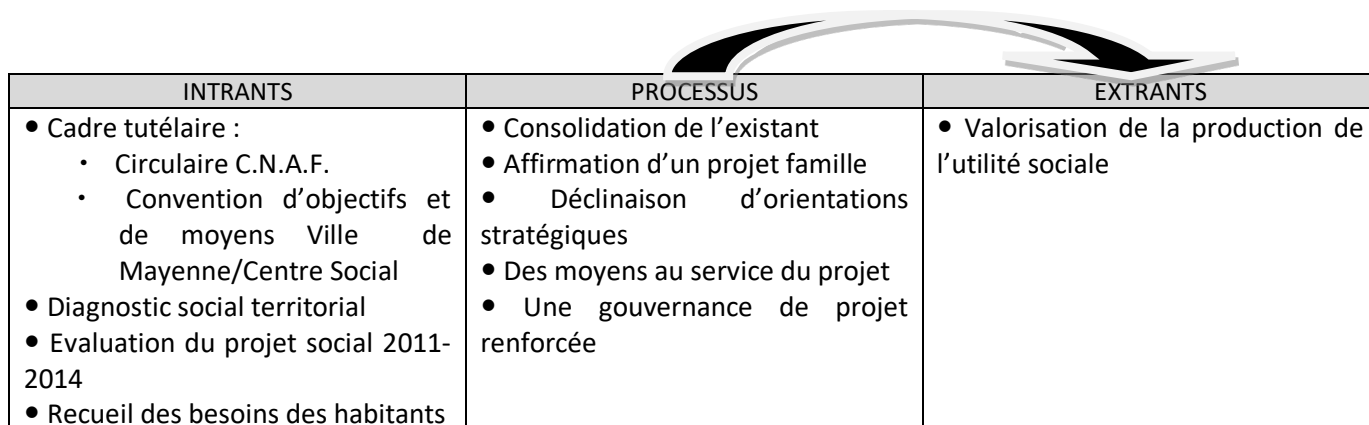 INTRANTS
PROCESSUS
EXTRANTS
• Cadre tutélaire :
· Circulaire C.N.A.F.
· Convention d’objectifs et
de moyens Ville de
Mayenne/Centre Social
• Diagnostic social territorial
• Evaluation du projet social 2011-
2014
• Recueil des besoins des habitants
• Consolidation de l’existant
• Affirmation d’un projet famille
• Déclinaison d’orientations
stratégiques
• Des moyens au service du projet
• Une gouvernance de projet
renforcée
• Valorisation de la production de
l’utilité sociale